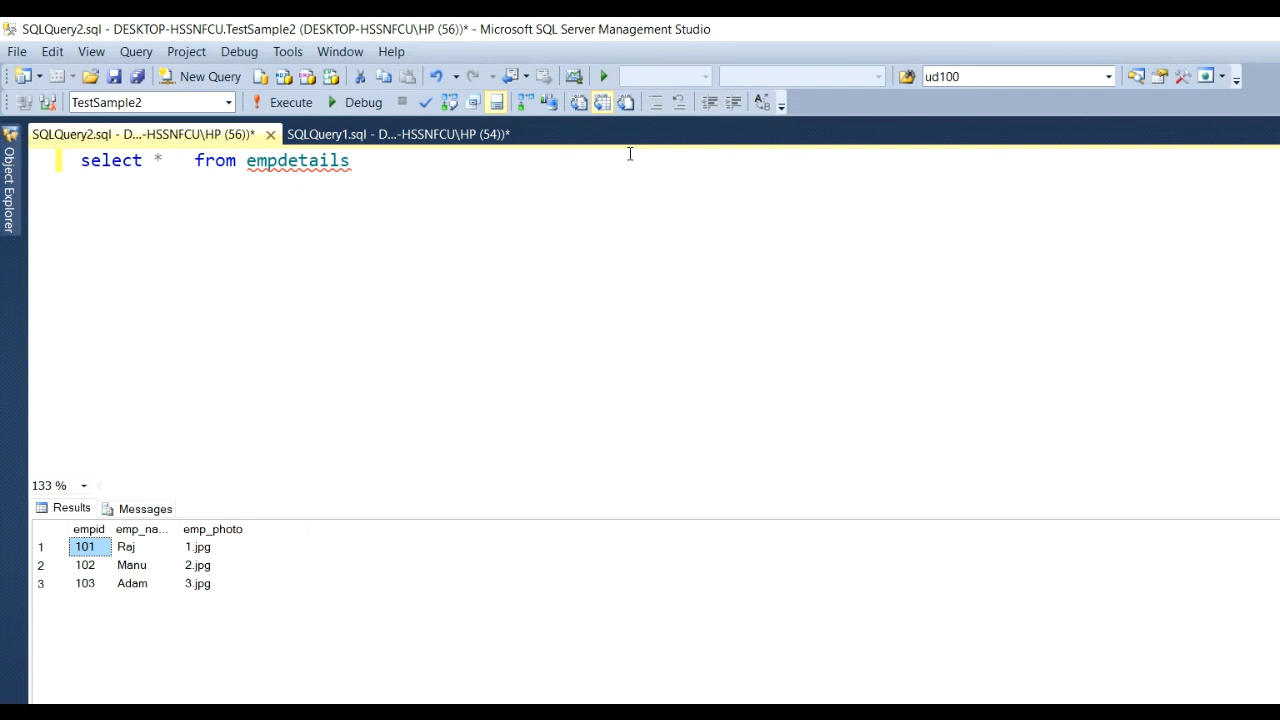 SQLQuery2.sql - DESKTOP-HSSNFCU.TestSample2 (DESKTOP-HSSNFCU\HP (56))* - Microsoft SQL Server Management Studio
File Edit View Query Project Debug Tools Window Help
New Query ud100
TestSample2 Execute Debug
SQLQuery2.sql - D...-HSSNFCU\HP (56))* SQLQuery1.sql - D...-HSSNFCU\HP (54))*
Object Explorer
select * from empdetails
133 %
Results Messages
empid emp_na... emp_photo
1 101 Raj 1.jpg
2 102 Manu 2.jpg
3 103 Adam 3.jpg